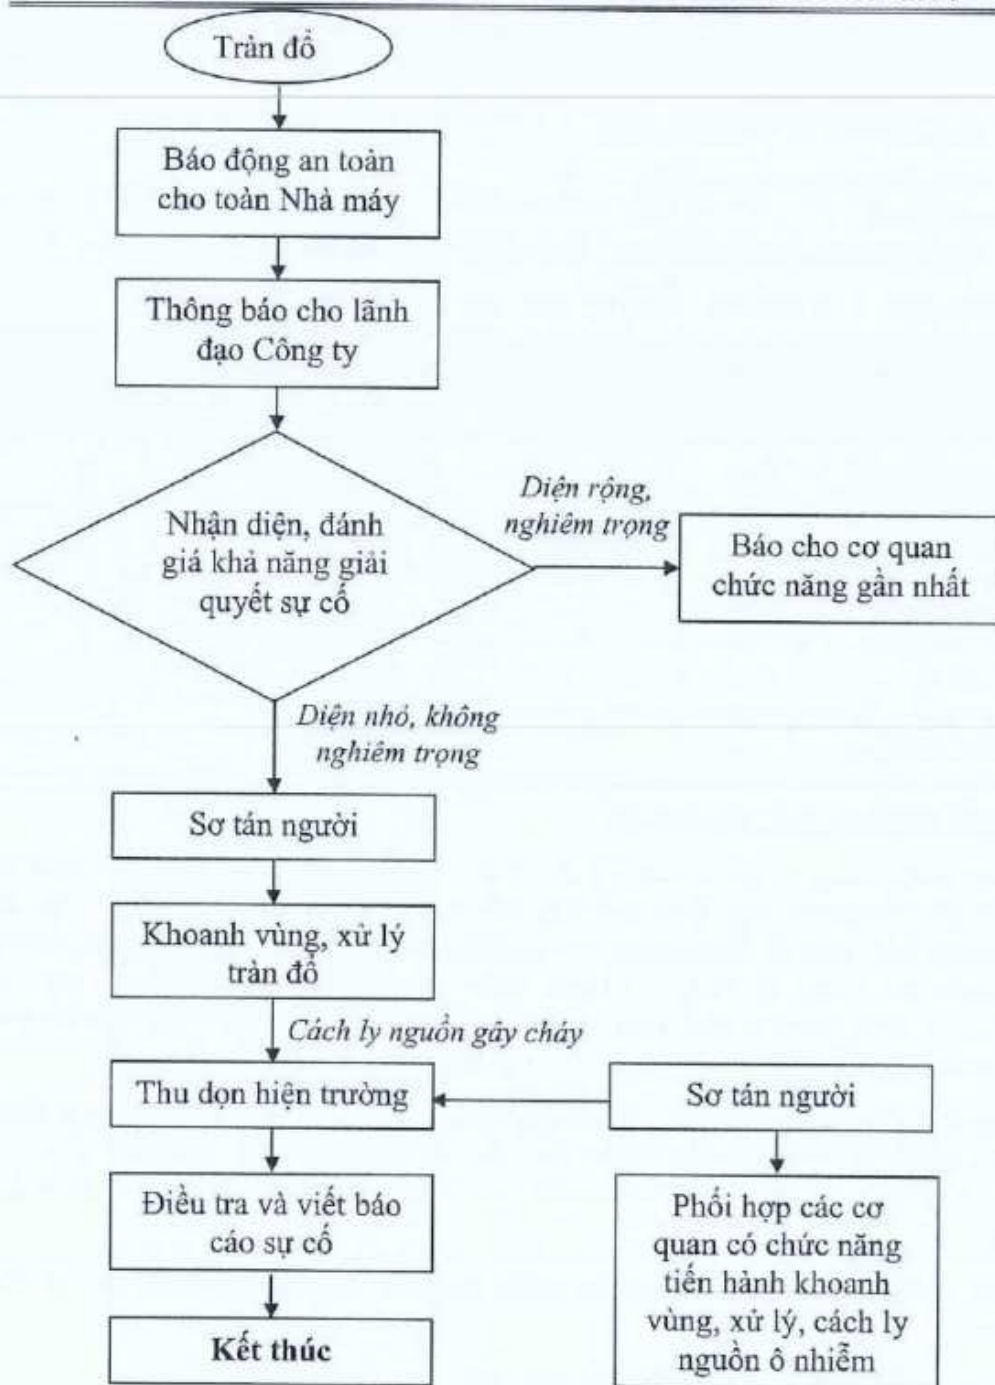 Tràn đổ
Báo động an toàn
cho toàn Nhà máy
Thông báo cho lãnh
đạo Công ty
Nhận diện, đánh
giá khả năng giải
quyết sự cố
Diện rộng,
nghiêm trọng
Báo cho cơ quan
chức năng gần nhất
Diện nhỏ, không
nghiêm trọng
Sơ tán người
Khoanh vùng, xử lý
tràn đổ
Cách ly nguồn gây cháy
Thu dọn hiện trường
Sơ tán người
Điều tra và viết báo
cáo sự cố
Phối hợp các cơ
quan có chức năng
tiến hành khoanh
vùng, xử lý, cách ly
nguồn ô nhiễm
Kết thúc